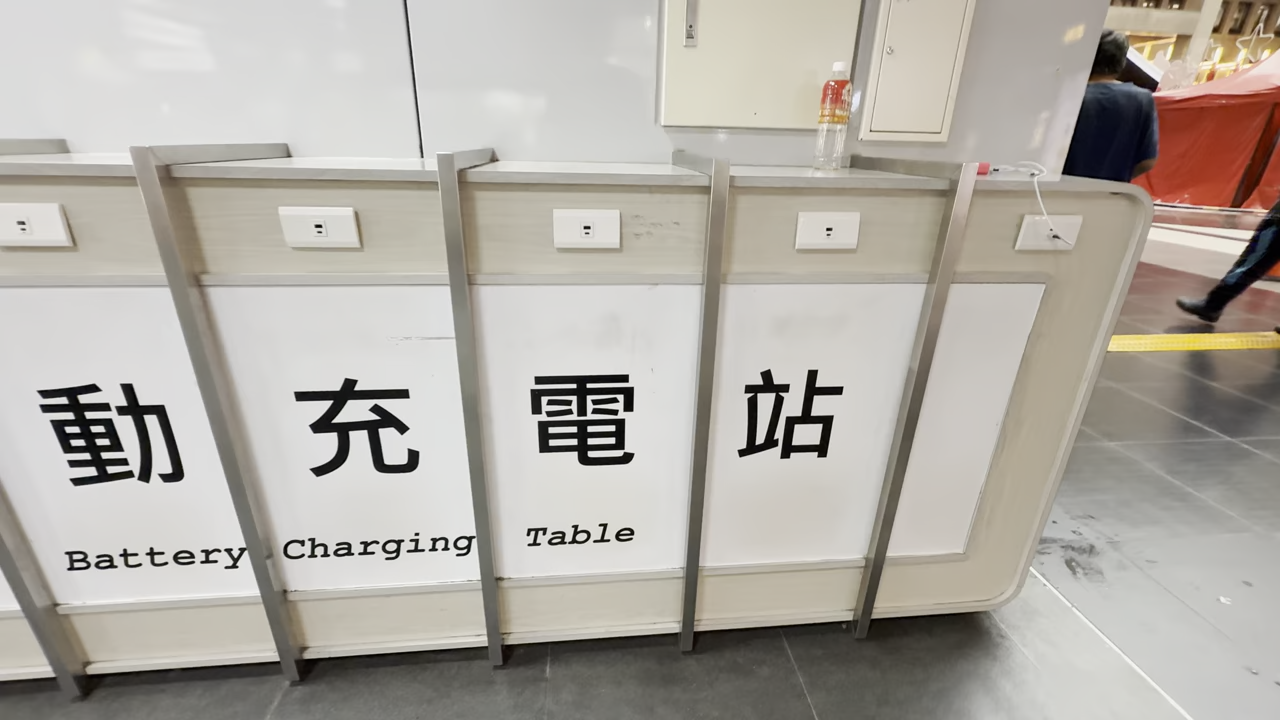 動充電站
Battery Charging Table